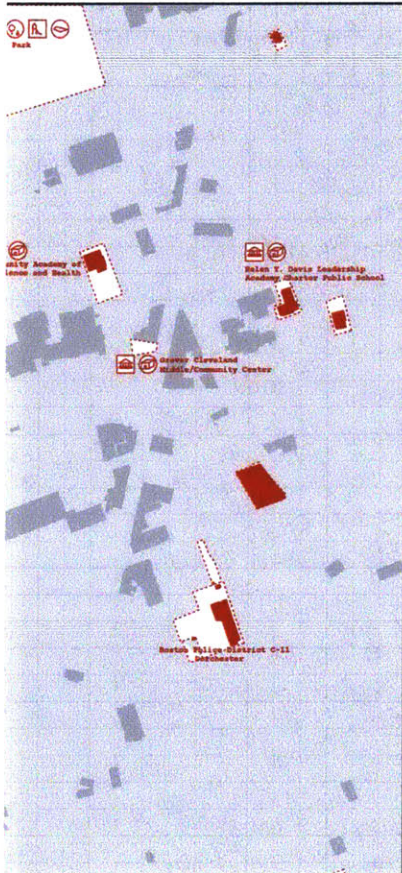 Park
unity Academy of
ience and Health
Helen Y. Davis Leadership
Academy Charter Public School
Grover Cleveland
Middle/Community Center
Boston Police-District C-11
Dorchester